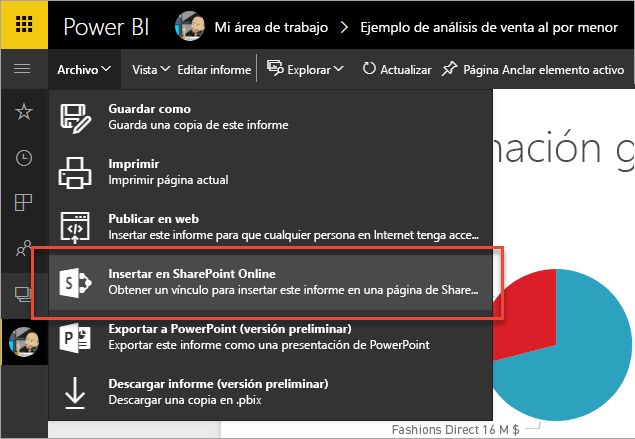 Power BI Mi área de trabajo Ejemplo de análisis de venta al por menor
Archivo Vista Editar informe Explorar Actualizar Página Anclar elemento activo
Guardar como
Guarda una copia de este informe
Imprimir
Imprimir página actual
Publicar en web
Insertar este informe para que cualquier persona en Internet tenga acce...
Insertar en SharePoint Online
Obtener un vínculo para insertar este informe en una página de Share...
Exportar a PowerPoint (versión preliminar)
Exportar este informe como una presentación de PowerPoint
Descargar informe (versión preliminar)
Descargar una copia en .pbix
mación g
Fashions Direct 16 M $